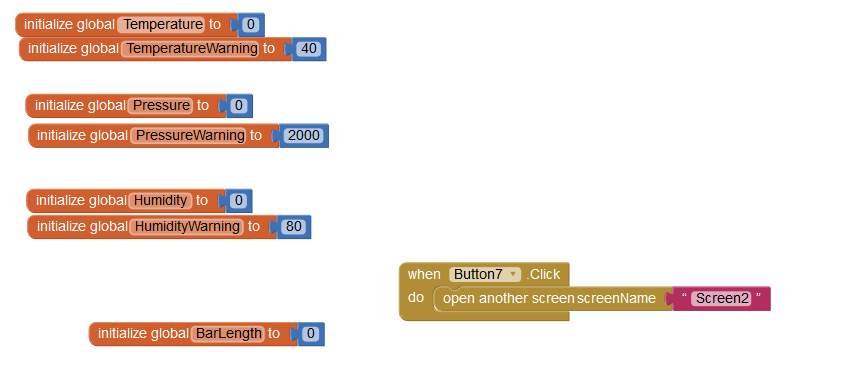 initialize global Temperature to 0
initialize global TemperatureWarning to 40
initialize global Pressure to 0
initialize global PressureWarning to 2000
initialize global Humidity to 0
initialize global HumidityWarning to 80
when Button7 .Click
do open another screen screenName " Screen2 "
initialize global BarLength to 0